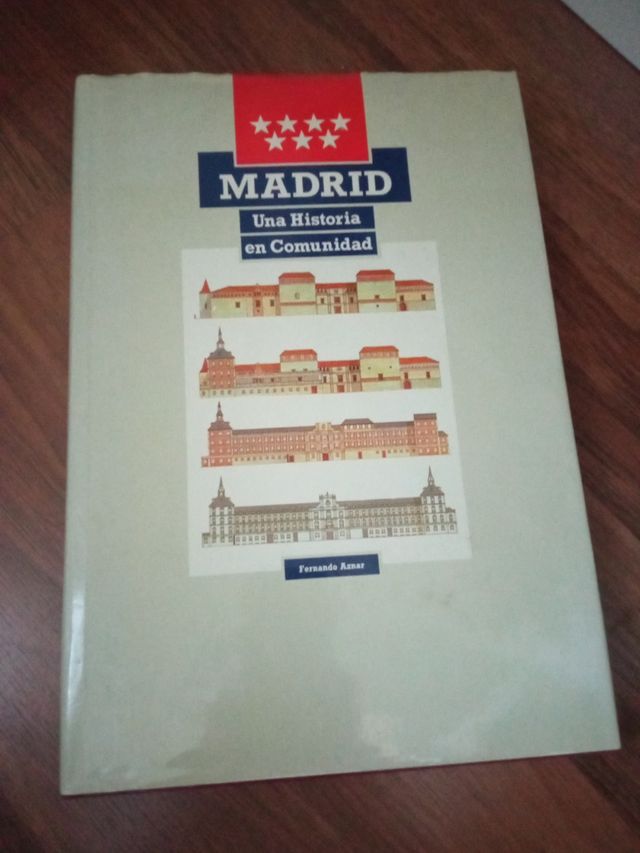 MADRID
Una Historia
en Comunidad
Fernando Aznar